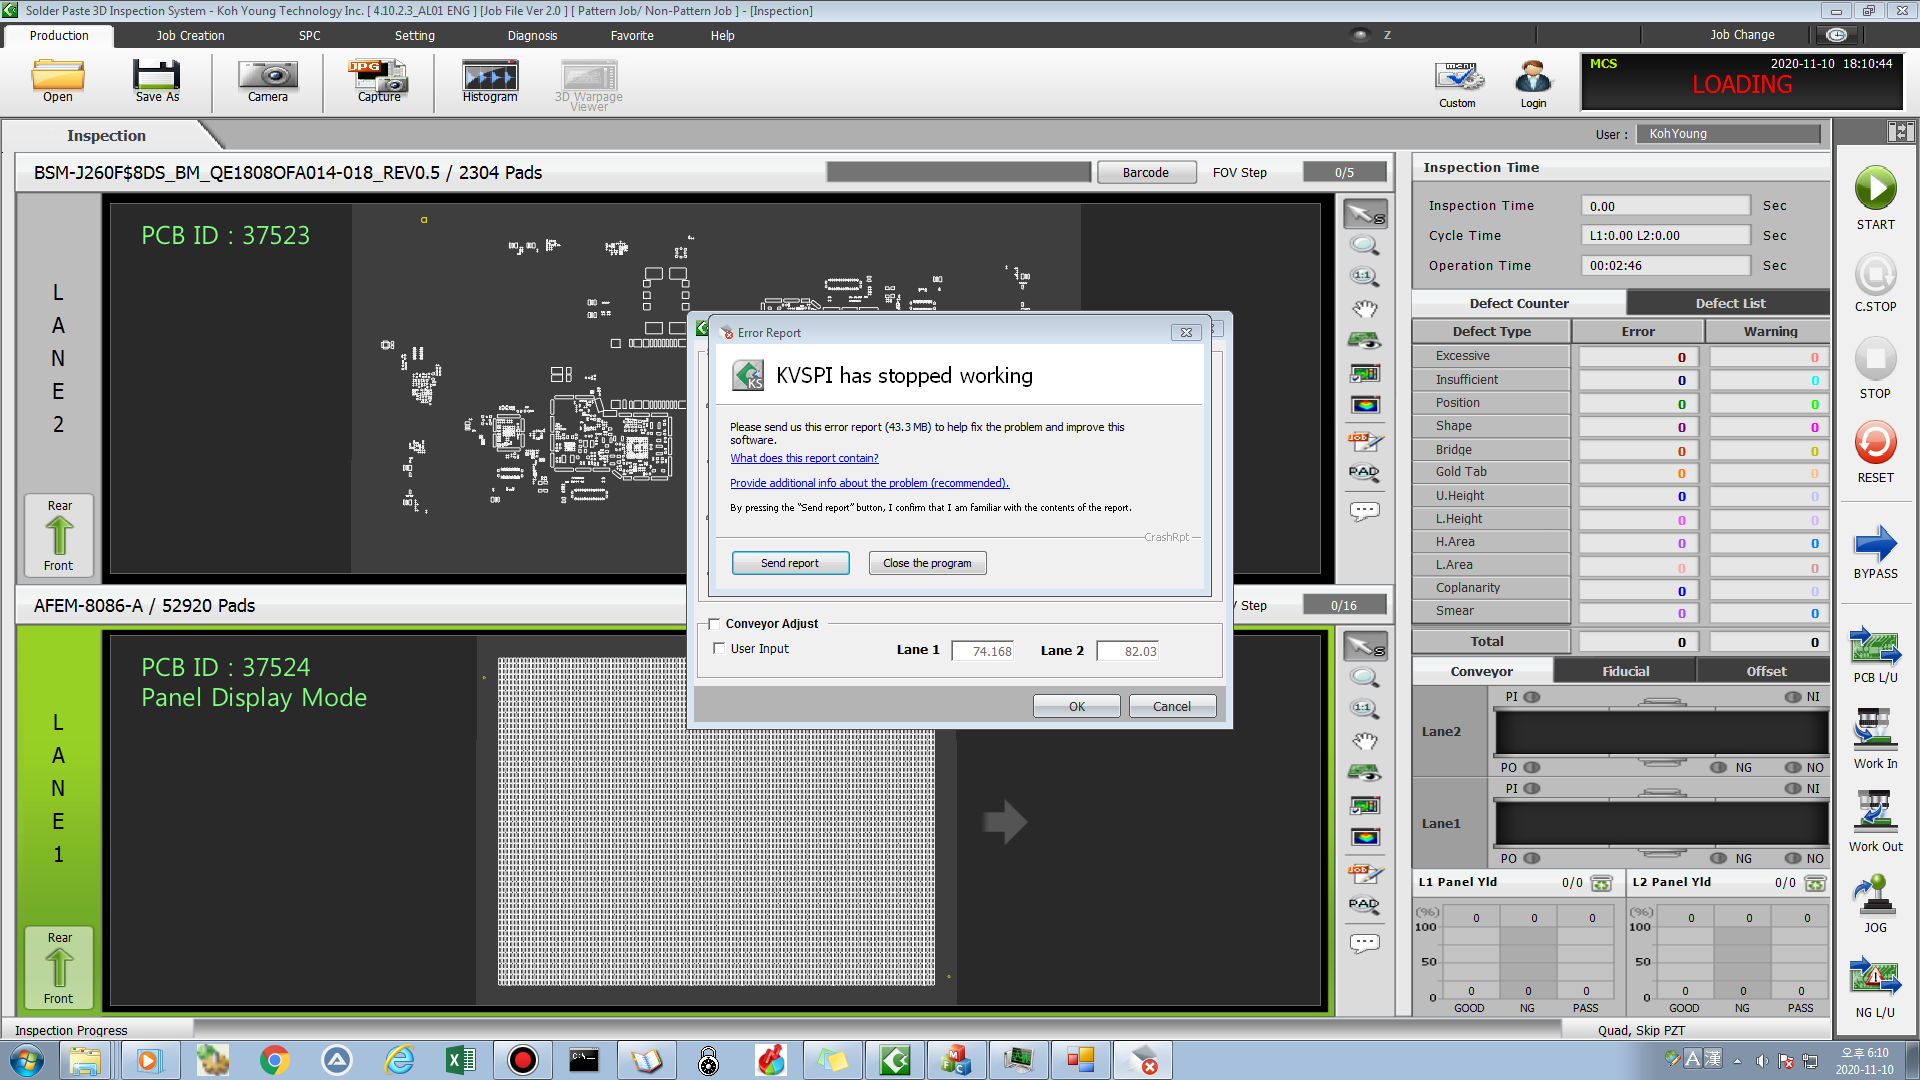 Solder Paste 3D Inspection System - Koh Young Technology Inc. [ 4.10.2.3_AL01 ENG ] [Job File Ver 2.0 ] [ Pattern Job/ Non-Pattern Job ] - [Inspection]
Production Job Creation SPC Setting Diagnosis Favorite Help Z Job Change
Open Save As Camera JPG Capture Histogram 3D Warpage Viewer menu Custom Login
MCS 2020-11-10 18:10:44
LOADING
Inspection
User : KohYoung
BSM-J260F$8DS_BM_QE1808OFA014-018_REV0.5 / 2304 Pads Barcode FOV Step 0/5
PCB ID : 37523
LANE2
Rear
Front
S
1:1
Job
PAD
Error Report
KS
KVSPI has stopped working
Please send us this error report (43.3 MB) to help fix the problem and improve this
software.
What does this report contain?
Provide additional info about the problem (recommended).
By pressing the "Send report" button, I confirm that I am familiar with the contents of the report.
CrashRpt
Send report Close the program
Conveyor Adjust
User Input Lane 1 74.168 Lane 2 82.03
OK Cancel
AFEM-8086-A / 52920 Pads
Step 0/16
PCB ID : 37524
Panel Display Mode
LANE1
Rear
Front
S
1:1
Job
PAD
Inspection Time
Inspection Time 0.00 Sec
Cycle Time L1:0.00 L2:0.00 Sec
Operation Time 00:02:46 Sec
Defect Counter Defect List
Defect Type Error Warning
Excessive 0 0
Insufficient 0 0
Position 0 0
Shape 0 0
Bridge 0 0
Gold Tab 0 0
U.Height 0 0
L.Height 0 0
H.Area 0 0
L.Area 0 0
Coplanarity 0 0
Smear 0 0
Total 0 0
Conveyor Fiducial Offset
PI NI
Lane2
PO NG NO
PI NI
Lane1
PO NG NO
L1 Panel Yld 0/0 L2 Panel Yld 0/0
(%) 0 0 0 (%) 0 0 0
100 100
50 50
0 0 0 0 0 0 0 0
GOOD NG PASS GOOD NG PASS
START
C.STOP
STOP
RESET
BYPASS
PCB L/U
Work In
Work Out
JOG
NG L/U
Inspection Progress Quad, Skip PZT
A 漢
오후 6:10
2020-11-10